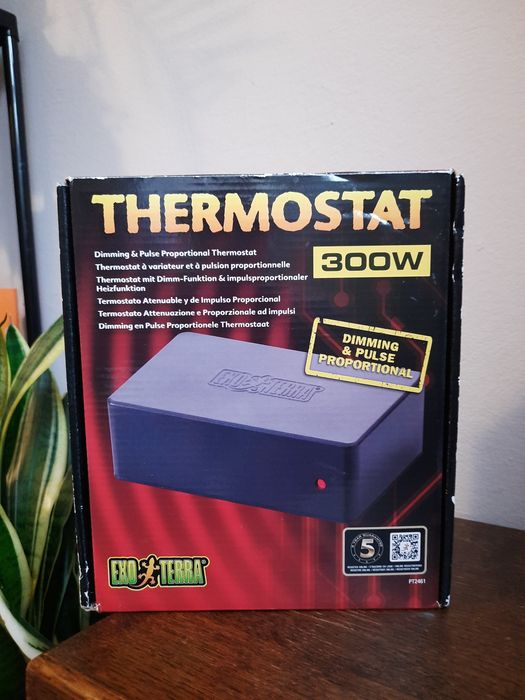 THERMOSTAT
Dimming & Pulse Proportional Thermostat
Thermostat à variateur et à pulsion proportionnelle
Thermostat mit Dimm-Funktion & impulsproportionaler
Heizfunktion
Termostato Atenuable y de Impulso Proporcional
Termostato Attenuazione e Proporzionale ad impulsi
Dimming en Pulse Proportionele Thermostaat
300W
DIMMING
& PULSE
PROPORTIONAL
EXO TERRA
EXO TERRA
5
PT2461